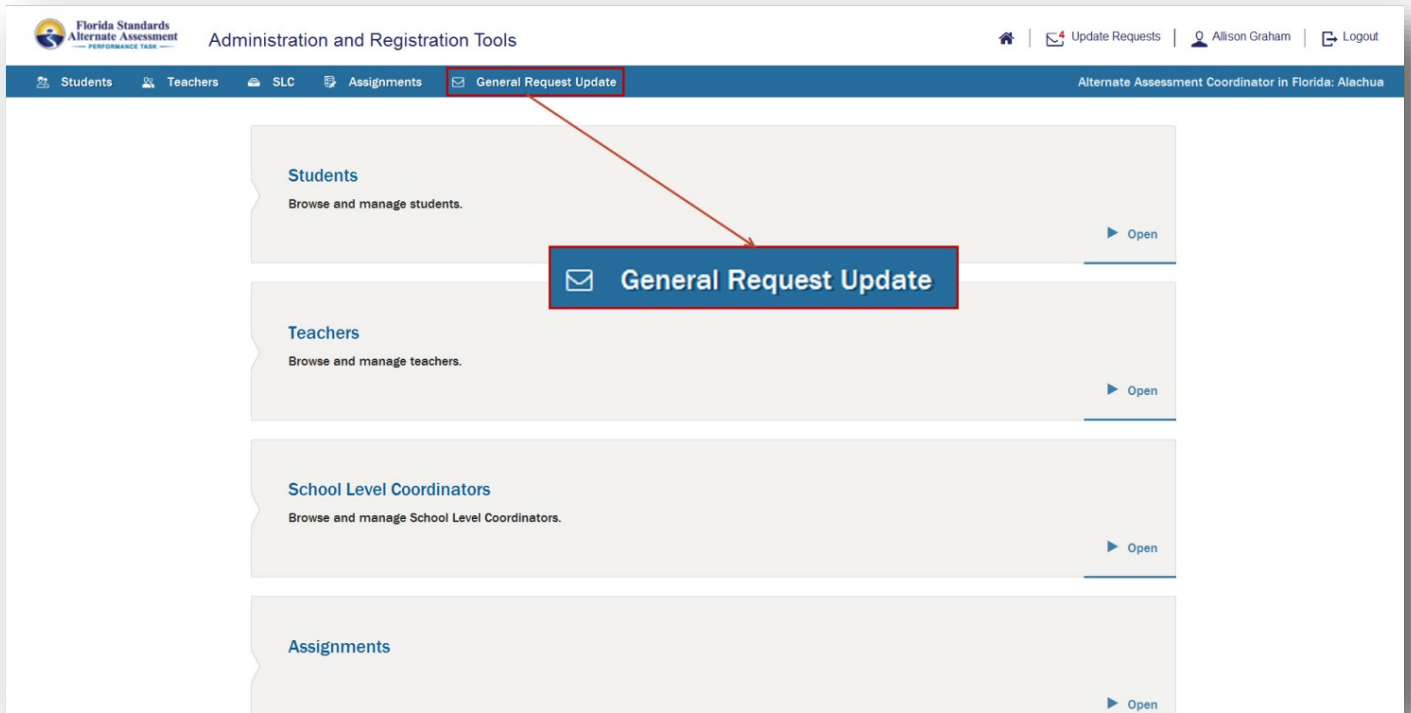 Florida Standards
Alternate Assessment
PERFORMANCE TASK
Administration and Registration Tools
4 Update Requests
Allison Graham
Logout
Students Teachers SLC Assignments General Request Update
Alternate Assessment Coordinator in Florida: Alachua
Students
Browse and manage students.
Open
General Request Update
Teachers
Browse and manage teachers.
Open
School Level Coordinators
Browse and manage School Level Coordinators.
Open
Assignments
Open